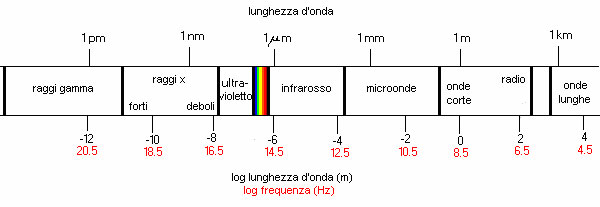 lunghezza d'onda
1 pm 1 nm 1 μm 1 mm 1 m 1 km
raggi gamma
raggi x
forti deboli
ultra-
violetto
infrarosso
microonde
onde
corte
radio
onde
lunghe
-12 -10 -8 -6 -4 -2 0 2 4
20.5 18.5 16.5 14.5 12.5 10.5 8.5 6.5 4.5
log lunghezza d'onda (m)
log frequenza (Hz)